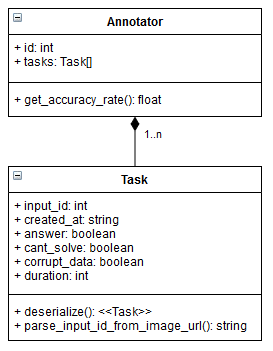 Annotator
+ id: int
+ tasks: Task[]
+ get_accuracy_rate(): float
1..n
Task
+ input_id: int
+ created_at: string
+ answer: boolean
+ cant_solve: boolean
+ corrupt_data: boolean
+ duration: int
+ deserialize(): <<Task>>
+ parse_input_id_from_image_url(): string